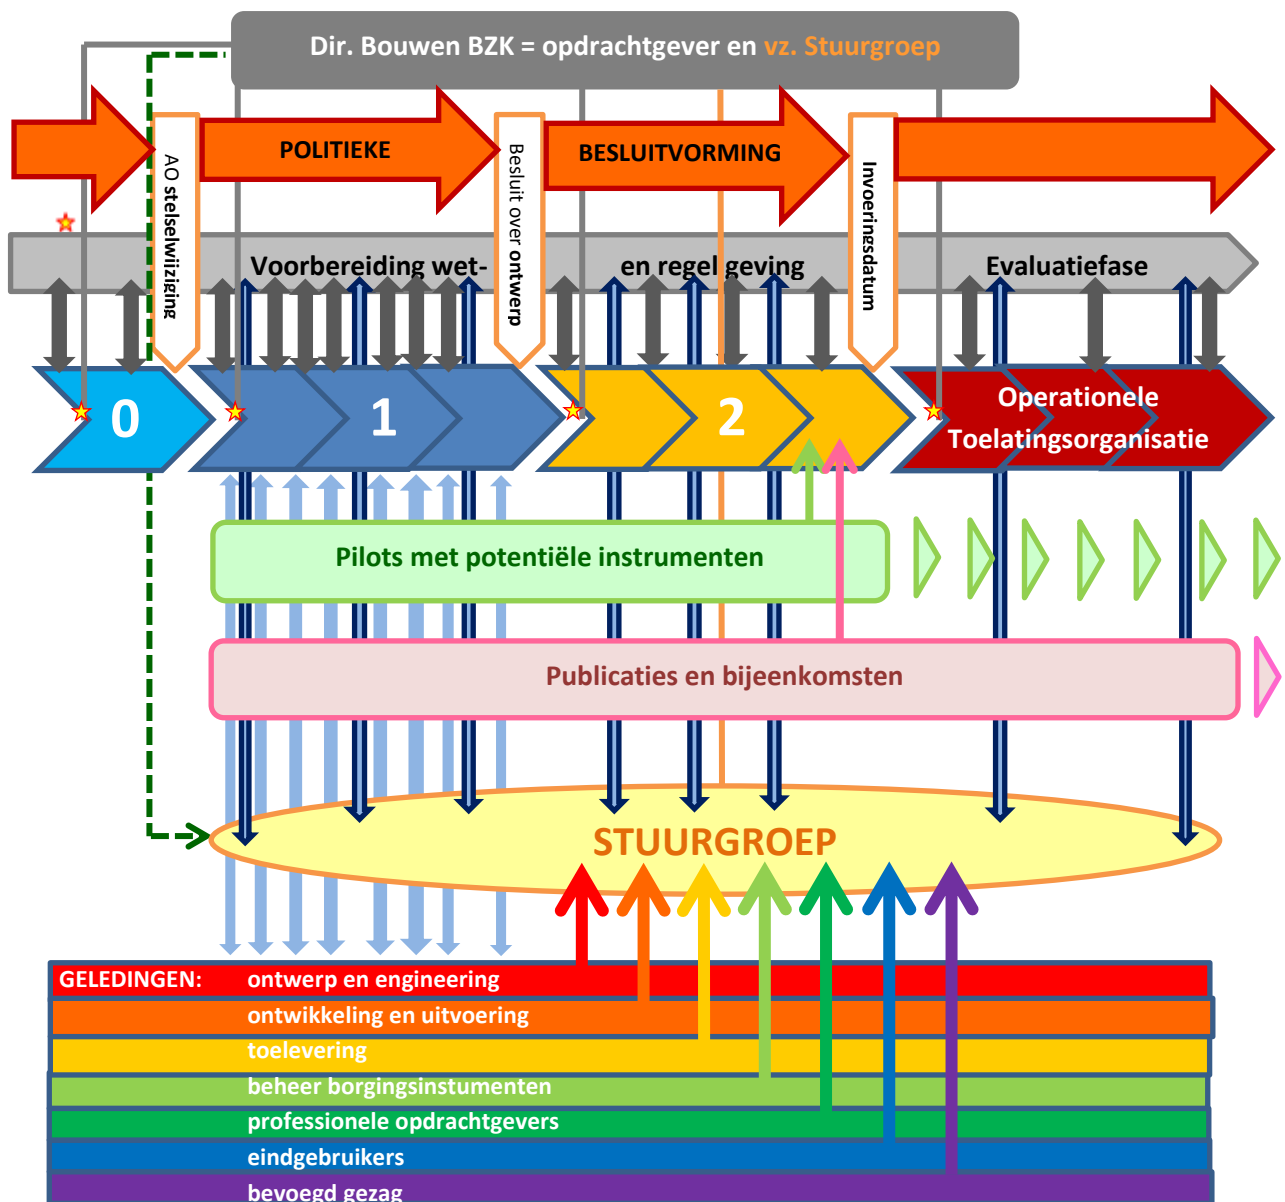 Dir. Bouwen BZK = opdrachtgever en vz. Stuurgroep
POLITIEKE
BESLUITVORMING
AO stelselwijziging
Besluit over ontwerp
Invoeringsdatum
Voorbereiding wet-
en regelgeving
Evaluatiefase
0
1
2
Operationele
Toelatingsorganisatie
Pilots met potentiële instrumenten
Publicaties en bijeenkomsten
STUURGROEP
GELEDINGEN: ontwerp en engineering
ontwikkeling en uitvoering
toelevering
beheer borgingsinstumenten
professionele opdrachtgevers
eindgebruikers
bevoegd gezag